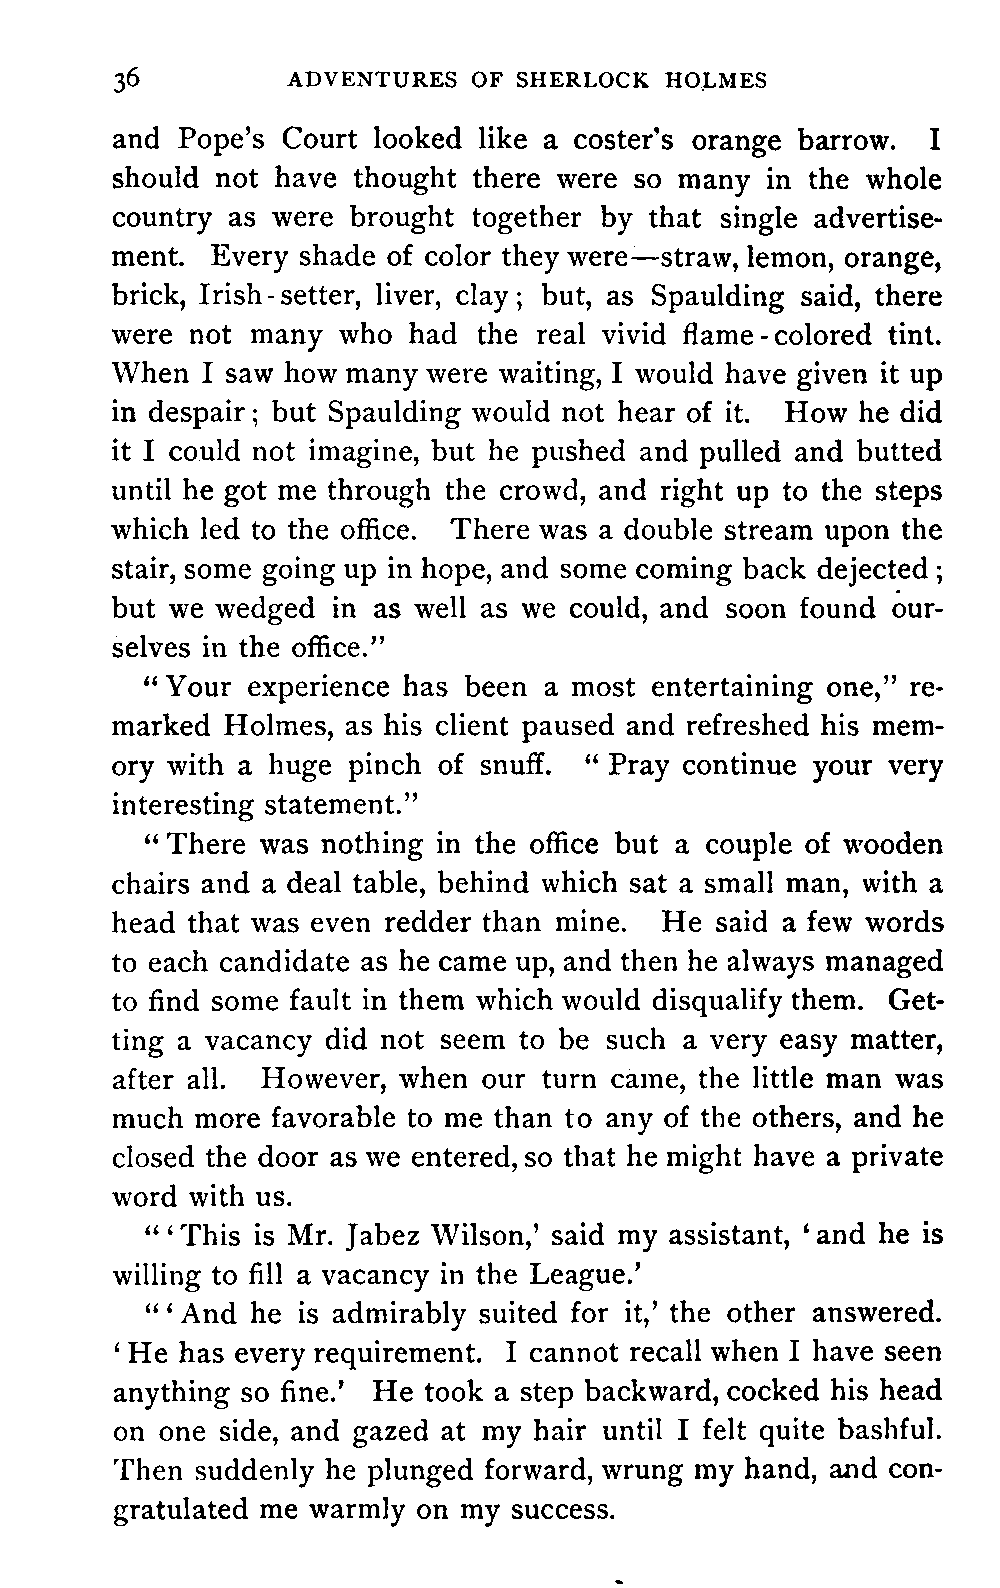 36 ADVENTURES OF SHERLOCK HOLMES
and Pope's Court looked like a coster's orange barrow. I
should not have thought there were so many in the whole
country as were brought together by that single advertise-
ment. Every shade of color they were—straw, lemon, orange,
brick, Irish-setter, liver, clay; but, as Spaulding said, there
were not many who had the real vivid flame-colored tint.
When I saw how many were waiting, I would have given it up
in despair; but Spaulding would not hear of it. How he did
it I could not imagine, but he pushed and pulled and butted
until he got me through the crowd, and right up to the steps
which led to the office. There was a double stream upon the
stair, some going up in hope, and some coming back dejected;
but we wedged in as well as we could, and soon found our-
selves in the office."
"Your experience has been a most entertaining one," re-
marked Holmes, as his client paused and refreshed his mem-
ory with a huge pinch of snuff. "Pray continue your very
interesting statement."
"There was nothing in the office but a couple of wooden
chairs and a deal table, behind which sat a small man, with a
head that was even redder than mine. He said a few words
to each candidate as he came up, and then he always managed
to find some fault in them which would disqualify them. Get-
ting a vacancy did not seem to be such a very easy matter,
after all. However, when our turn came, the little man was
much more favorable to me than to any of the others, and he
closed the door as we entered, so that he might have a private
word with us.
"'This is Mr. Jabez Wilson,' said my assistant, 'and he is
willing to fill a vacancy in the League.'
"'And he is admirably suited for it,' the other answered.
'He has every requirement. I cannot recall when I have seen
anything so fine.' He took a step backward, cocked his head
on one side, and gazed at my hair until I felt quite bashful.
Then suddenly he plunged forward, wrung my hand, and con-
gratulated me warmly on my success.